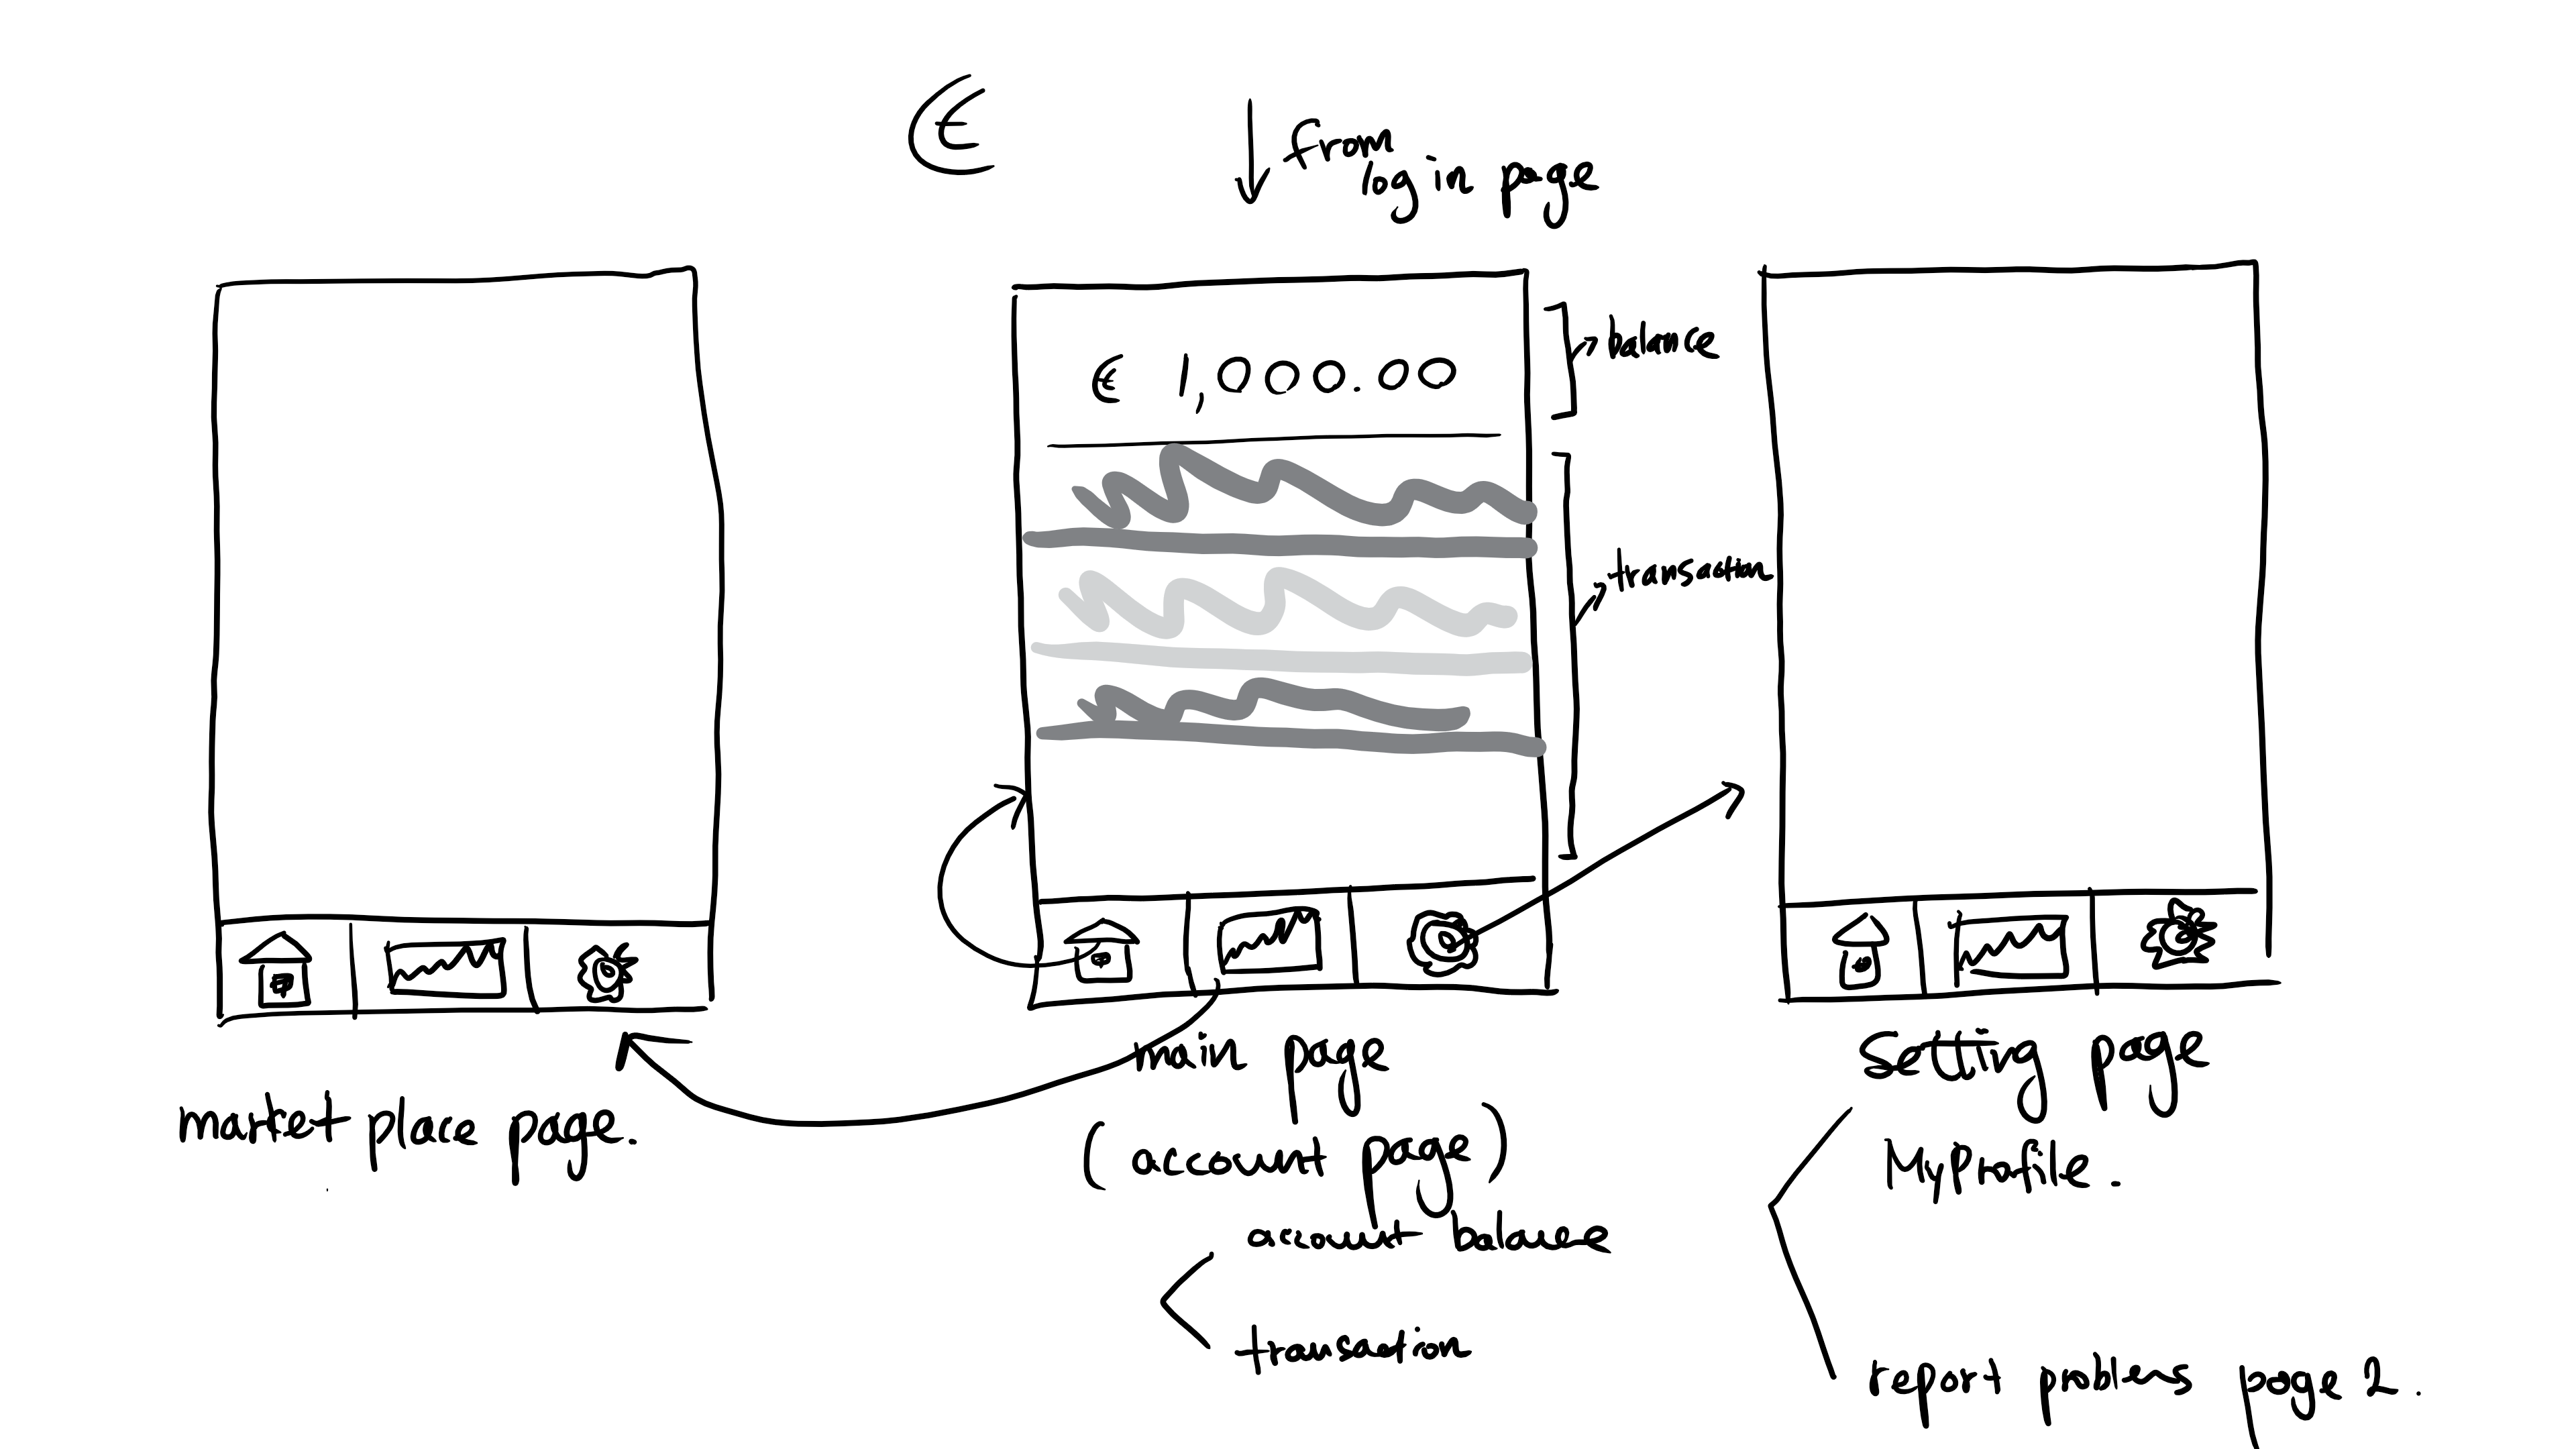 €
from
log in page
€ 1,000.00
balance
transaction
market place page.
main page
(account page)
account balance
transaction
Setting page
MyProfile.
report problems page 2.